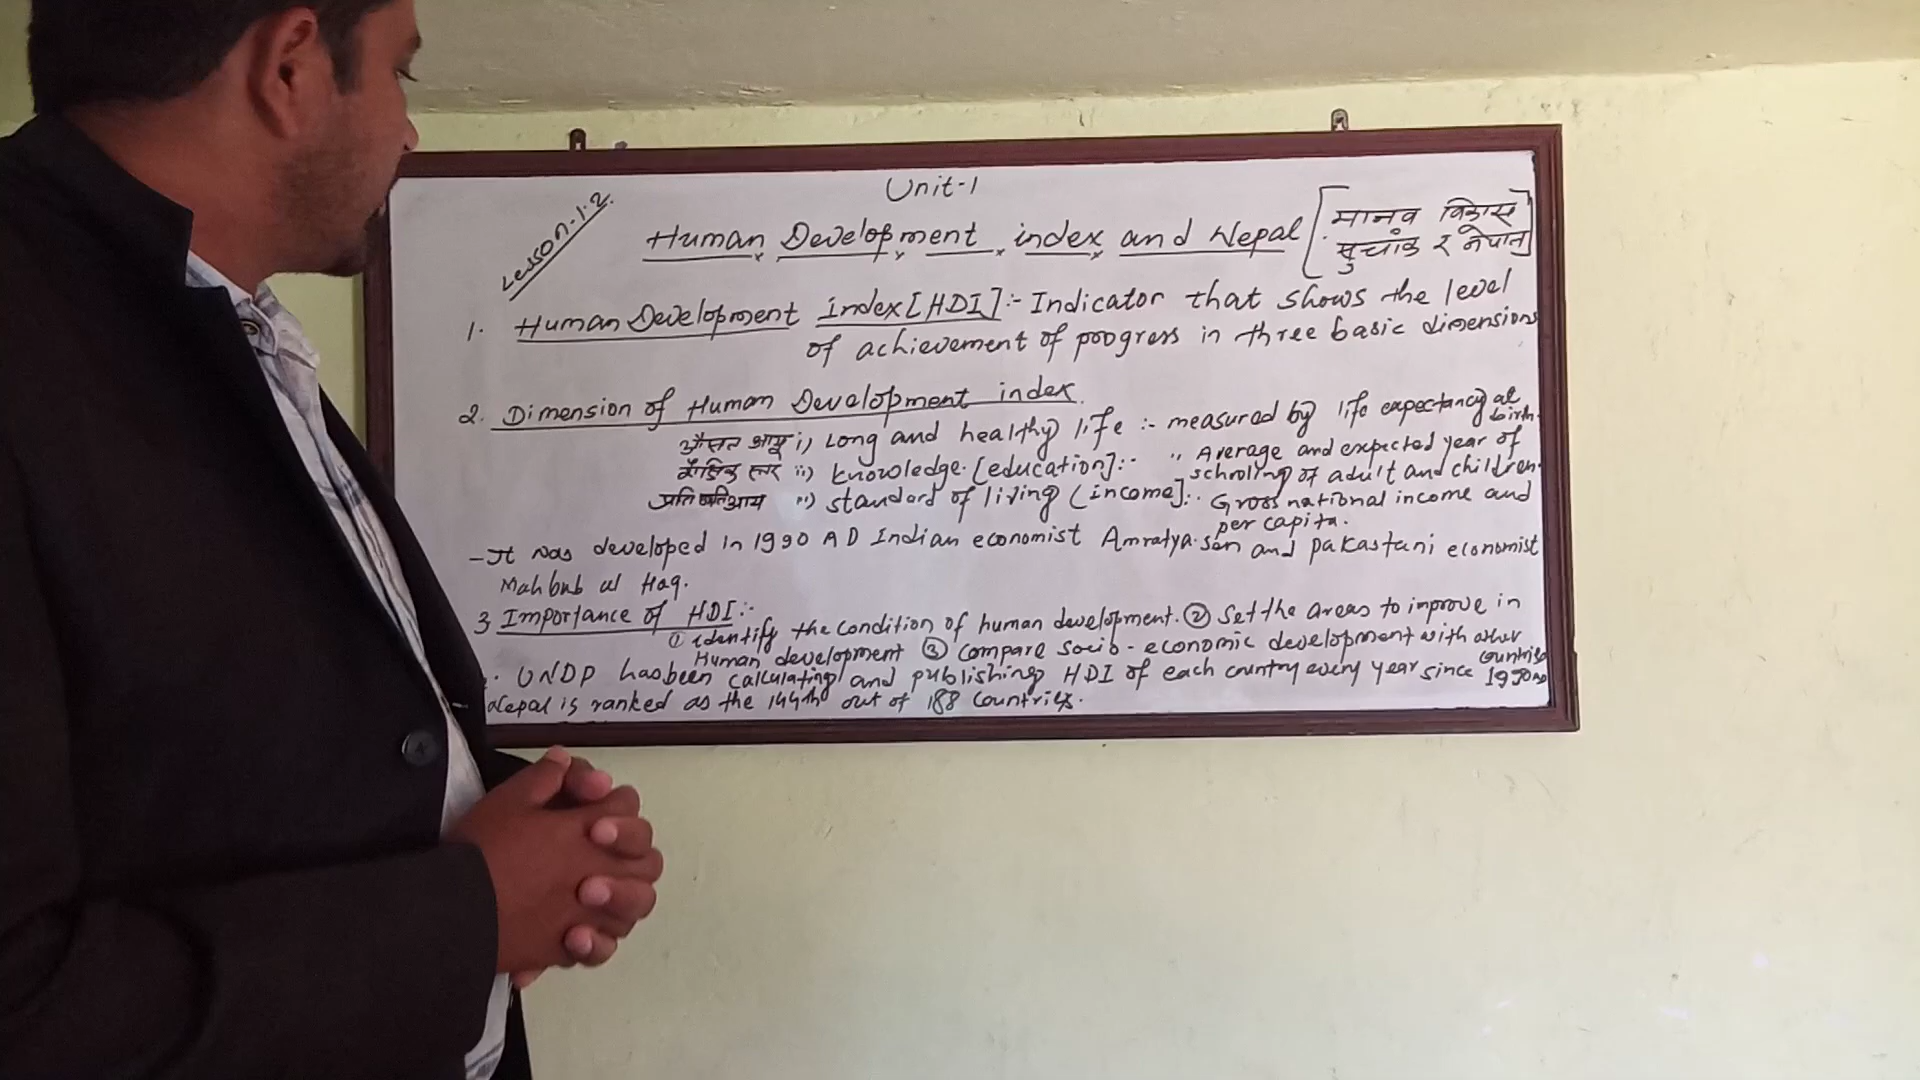 Unit-1
Lesson-1.2.
Human Development index and Nepal [मानव विकास
सुचांक र नेपाल]
1. Human Development Index [HDI]:- Indicator that shows the level
of achievement of progress in three basic dimensions
2. Dimension of Human Development index.
औसत आयु i) Long and healthy life :- measured by life expectancy at
birth.
शैक्षिक स्तर ii) knowledge. [education]:- " Average and expected year of
schroling of adult and children.
प्रति व्यक्ति आय iii) standard of living (income]:. Gross national income and
per capita.
- It was developed in 1990 A D Indian economist Amratya sen and pakastani economist
Mahbub ul Haq.
3 Importance of HDI:-
① identify the condition of human development. ② Set the areas to improve in
Human development ③ compare socio-economic development with other
countries
. UNDP hasbeen calculating and publishing HDI of each country every year since 1990 AD
Nepal is ranked as the 144th out of 188 countries.